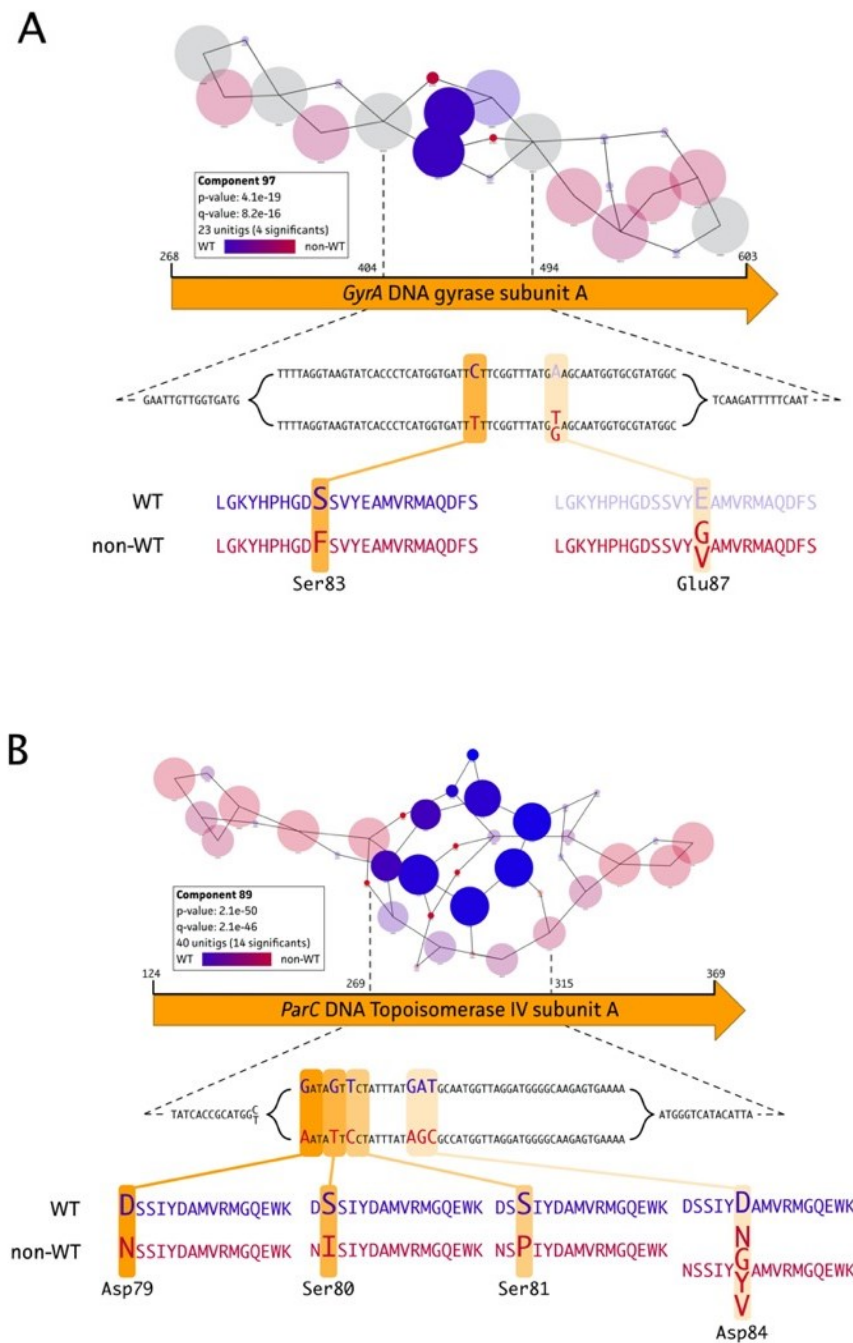 A
Component 97
p-value: 4.1e-19
q-value: 8.2e-16
23 unitigs (4 significants)
WT non-WT
268 404 494 603
GyrA DNA gyrase subunit A
TTTTAGGTAAGTATCACCCTCATGGTGATTCTTCGGTTTATGAAGCAATGGTGCGTATGGC
GAATTGTTGGTGATG TCAAGATTTTTCAAT
TTTTAGGTAAGTATCACCCTCATGGTGATTTTTCGGTTTATGTAGCAATGGTGCGTATGGC
G
WT LGKYHPHGDSSVYEAMVRMAQDFS LGKYHPHGDSSVYEAMVRMAQDFS
non-WT LGKYHPHGDFSVYEAMVRMAQDFS LGKYHPHGDSSVYGAMVRMAQDFS
V
Ser83 Glu87
B
Component 89
p-value: 2.1e-50
q-value: 2.1e-46
40 unitigs (14 significants)
WT non-WT
124 269 315 369
ParC DNA Topoisomerase IV subunit A
GATAGTTCTATTTATGATGCAATGGTTAGGATGGGGCAAGAGTGAAAA
TATCACCGCATGGC ATGGGTCATACATTA
T
AATATTCCTATTTATAGCGCCATGGTTAGGATGGGGCAAGAGTGAAAA
WT DSSIYDAMVRMGQEWK DSSIYDAMVRMGQEWK DSSIYDAMVRMGQEWK DSSIYDAMVRMGQEWK
non-WT NSSIYDAMVRMGQEWK NISIYDAMVRMGQEWK NSPIYDAMVRMGQEWK NSSIYNAMVRMGQEWK
G
Y
V
Asp79 Ser80 Ser81 Asp84